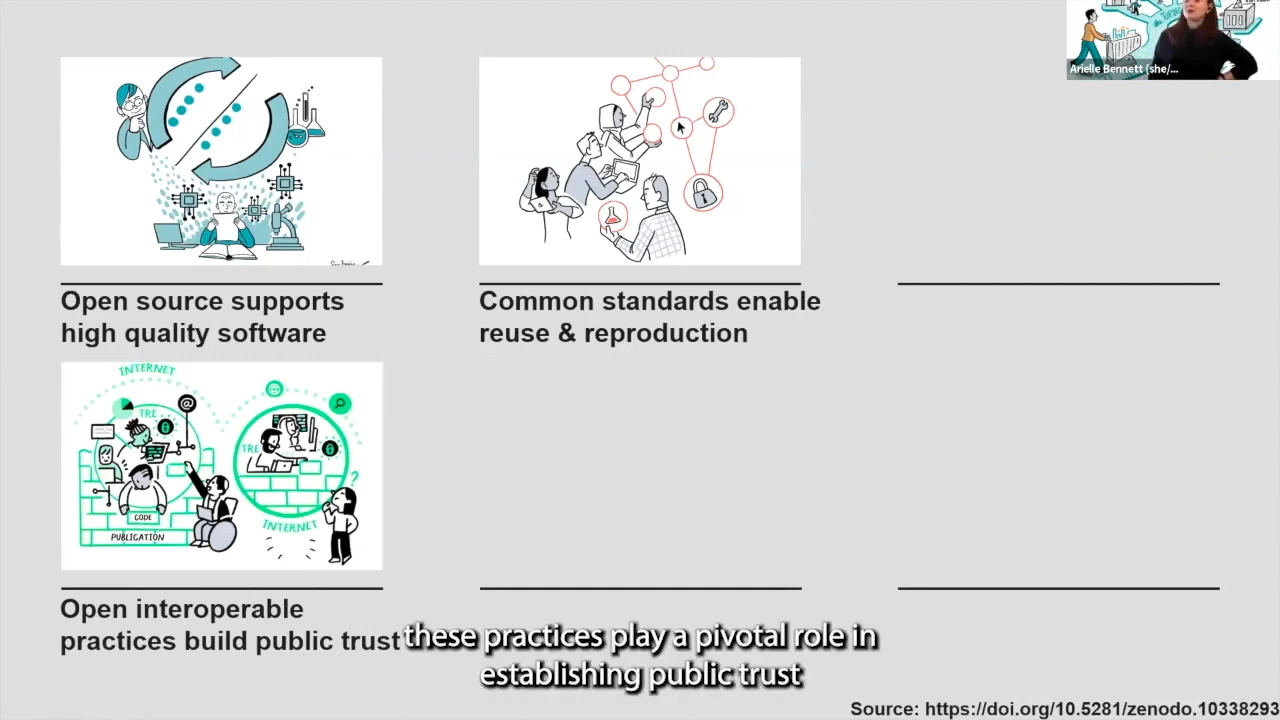 Arielle Bennett (she/...
Open source supports
high quality software
Common standards enable
reuse & reproduction
INTERNET
TRE
@
TRE
?
CODE
INTERNET
PUBLICATION
Open interoperable
practices build public trust
these practices play a pivotal role in
establishing public trust
Source: https://doi.org/10.5281/zenodo.10338293